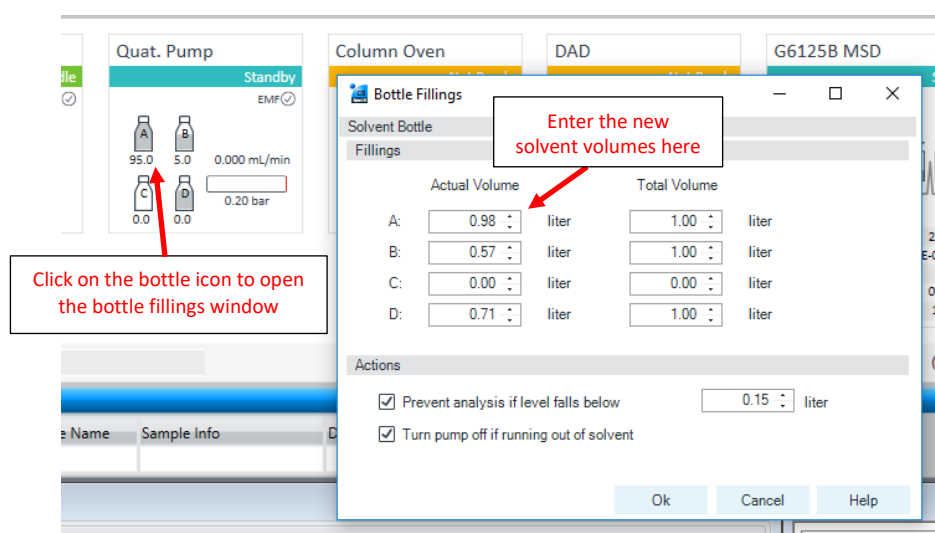 Quat. Pump
Column Oven
DAD
G6125B MSD
Standby
EMF
A
B
95.0 5.0 0.000 mL/min
C
D
0.20 bar
0.0 0.0
Click on the bottle icon to open
the bottle fillings window
Bottle Fillings
Enter the new
solvent volumes here
Solvent Bottle
Fillings
Actual Volume Total Volume
A: 0.98 liter 1.00 liter
B: 0.57 liter 1.00 liter
C: 0.00 liter 0.00 liter
D: 0.71 liter 1.00 liter
Actions
Prevent analysis if level falls below 0.15 liter
Turn pump off if running out of solvent
Ok Cancel Help
Name Sample Info